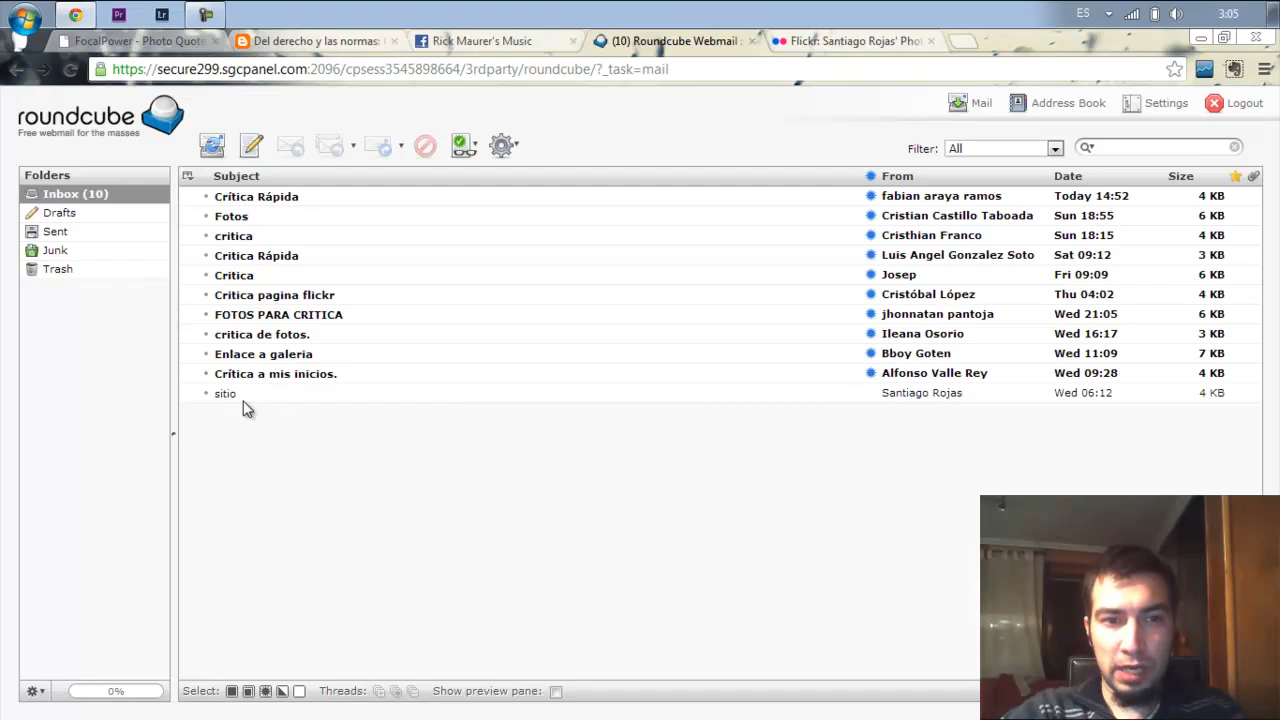 Pr
Lr
ES
3:05
FocalPower - Photo Quote
Del derecho y las normas:
Rick Maurer's Music
(10) Roundcube Webmail
Flickr: Santiago Rojas' Phot
https://secure299.sgcpanel.com:2096/cpsess3545898664/3rdparty/roundcube/?_task=mail
roundcube
Free webmail for the masses
Mail
Address Book
Settings
Logout
Filter: All
Folders
Inbox (10)
Drafts
Sent
Junk
Trash
Subject From Date Size
Crítica Rápida fabian araya ramos Today 14:52 4 KB
Fotos Cristian Castillo Taboada Sun 18:55 6 KB
critica Cristhian Franco Sun 18:15 4 KB
Crítica Rápida Luis Angel Gonzalez Soto Sat 09:12 3 KB
Critica Josep Fri 09:09 6 KB
Critica pagina flickr Cristóbal López Thu 04:02 4 KB
FOTOS PARA CRITICA jhonnatan pantoja Wed 21:05 6 KB
critica de fotos. Ileana Osorio Wed 16:17 3 KB
Enlace a galeria Bboy Goten Wed 11:09 7 KB
Crítica a mis inicios. Alfonso Valle Rey Wed 09:28 4 KB
sitio Santiago Rojas Wed 06:12 4 KB
0%
Select:
Threads:
Show preview pane: